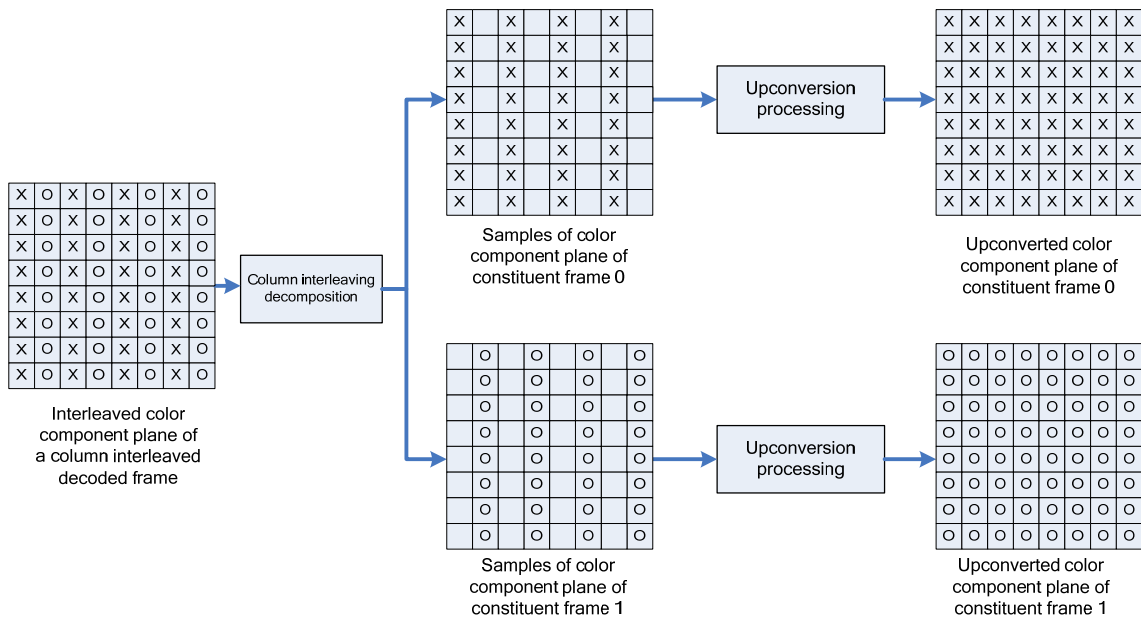 X X X X
X X X X
X X X X
X X X X
X X X X
X X X X
X X X X
X X X X
Samples of color
component plane of
constituent frame 0
Upconversion
processing
X X X X X X X X
X X X X X X X X
X X X X X X X X
X X X X X X X X
X X X X X X X X
X X X X X X X X
X X X X X X X X
X X X X X X X X
Upconverted color
component plane of
constituent frame 0
X O X O X O X O
X O X O X O X O
X O X O X O X O
X O X O X O X O
X O X O X O X O
X O X O X O X O
X O X O X O X O
X O X O X O X O
Interleaved color
component plane of
a column interleaved
decoded frame
Column interleaving
decomposition
O O O O
O O O O
O O O O
O O O O
O O O O
O O O O
O O O O
O O O O
Samples of color
component plane of
constituent frame 1
Upconversion
processing
O O O O O O O O
O O O O O O O O
O O O O O O O O
O O O O O O O O
O O O O O O O O
O O O O O O O O
O O O O O O O O
O O O O O O O O
Upconverted color
component plane of
constituent frame 1